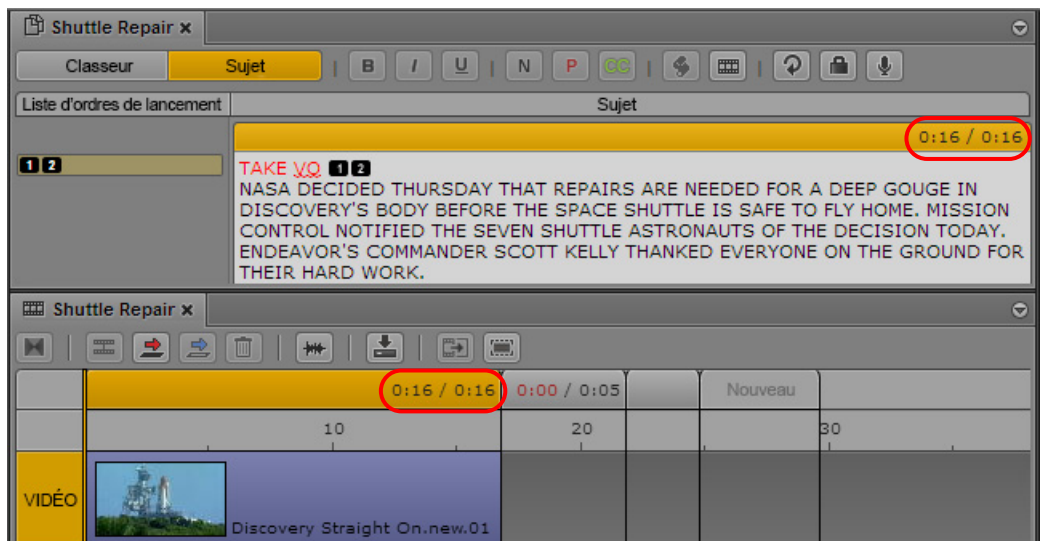 Shuttle Repair x
Classeur Sujet | B I U | N P CC | |
Liste d'ordres de lancement Sujet
0:16 / 0:16
1 2 TAKE VO 1 2
NASA DECIDED THURSDAY THAT REPAIRS ARE NEEDED FOR A DEEP GOUGE IN
DISCOVERY'S BODY BEFORE THE SPACE SHUTTLE IS SAFE TO FLY HOME. MISSION
CONTROL NOTIFIED THE SEVEN SHUTTLE ASTRONAUTS OF THE DECISION TODAY.
ENDEAVOR'S COMMANDER SCOTT KELLY THANKED EVERYONE ON THE GROUND FOR
THEIR HARD WORK.
Shuttle Repair x
0:16 / 0:16 0:00 / 0:05 Nouveau
10 20 30
VIDÉO
Discovery Straight On.new.01